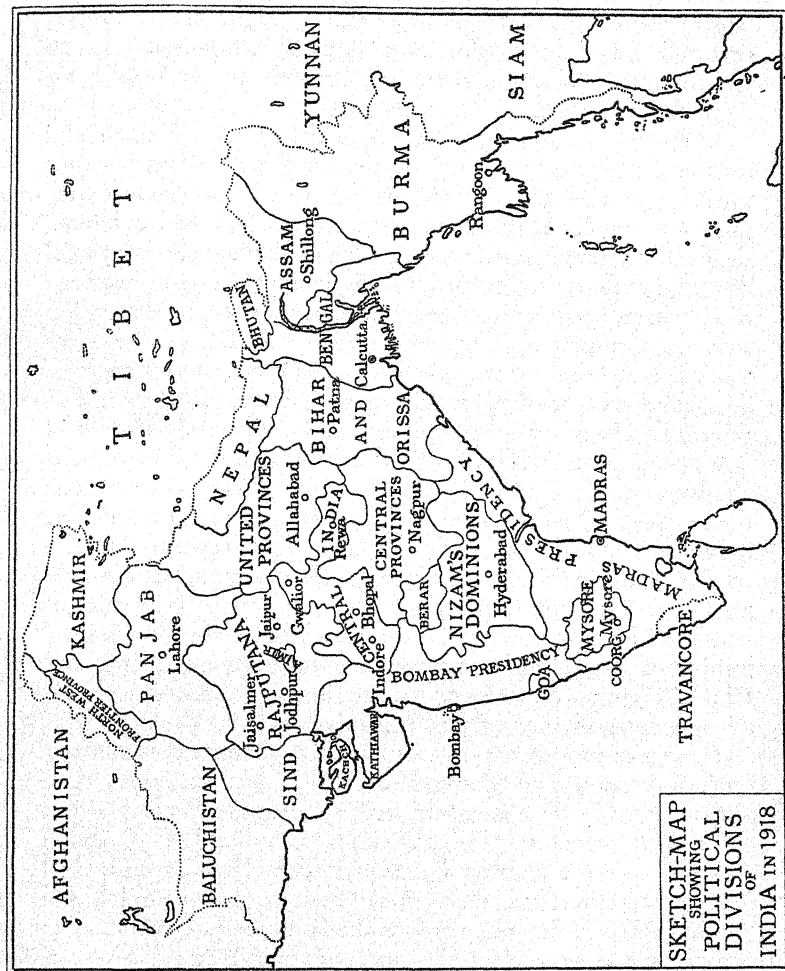 AFGHANISTAN
NORTH WEST
FRONTIER PROVINCE
KASHMIR
TIBET
PANJAB
Lahore
BALUCHISTAN
SIND
RAJPUTANA
Jaisalmer
Jodhpur
Jaipur
AJMIR
Gwalior
UNITED
PROVINCES
Allahabad
NEPAL
BHUTAN
ASSAM
Shillong
YUNNAN
BENGAL
Calcutta
BIHAR
Patna
AND
ORISSA
CENTRAL
INDIA
Rewa
Bhopal
Indore
CENTRAL
PROVINCES
Nagpur
BERAR
KACHCH
KATHIAWAR
BOMBAY PRESIDENCY
Bombay
NIZAM'S
DOMINIONS
Hyderabad
GOA
MYSORE
Mysore
COORG
MADRAS PRESIDENCY
MADRAS
TRAVANCORE
BURMA
Rangoon
SIAM
SKETCH-MAP
SHOWING
POLITICAL
DIVISIONS
OF
INDIA IN 1918